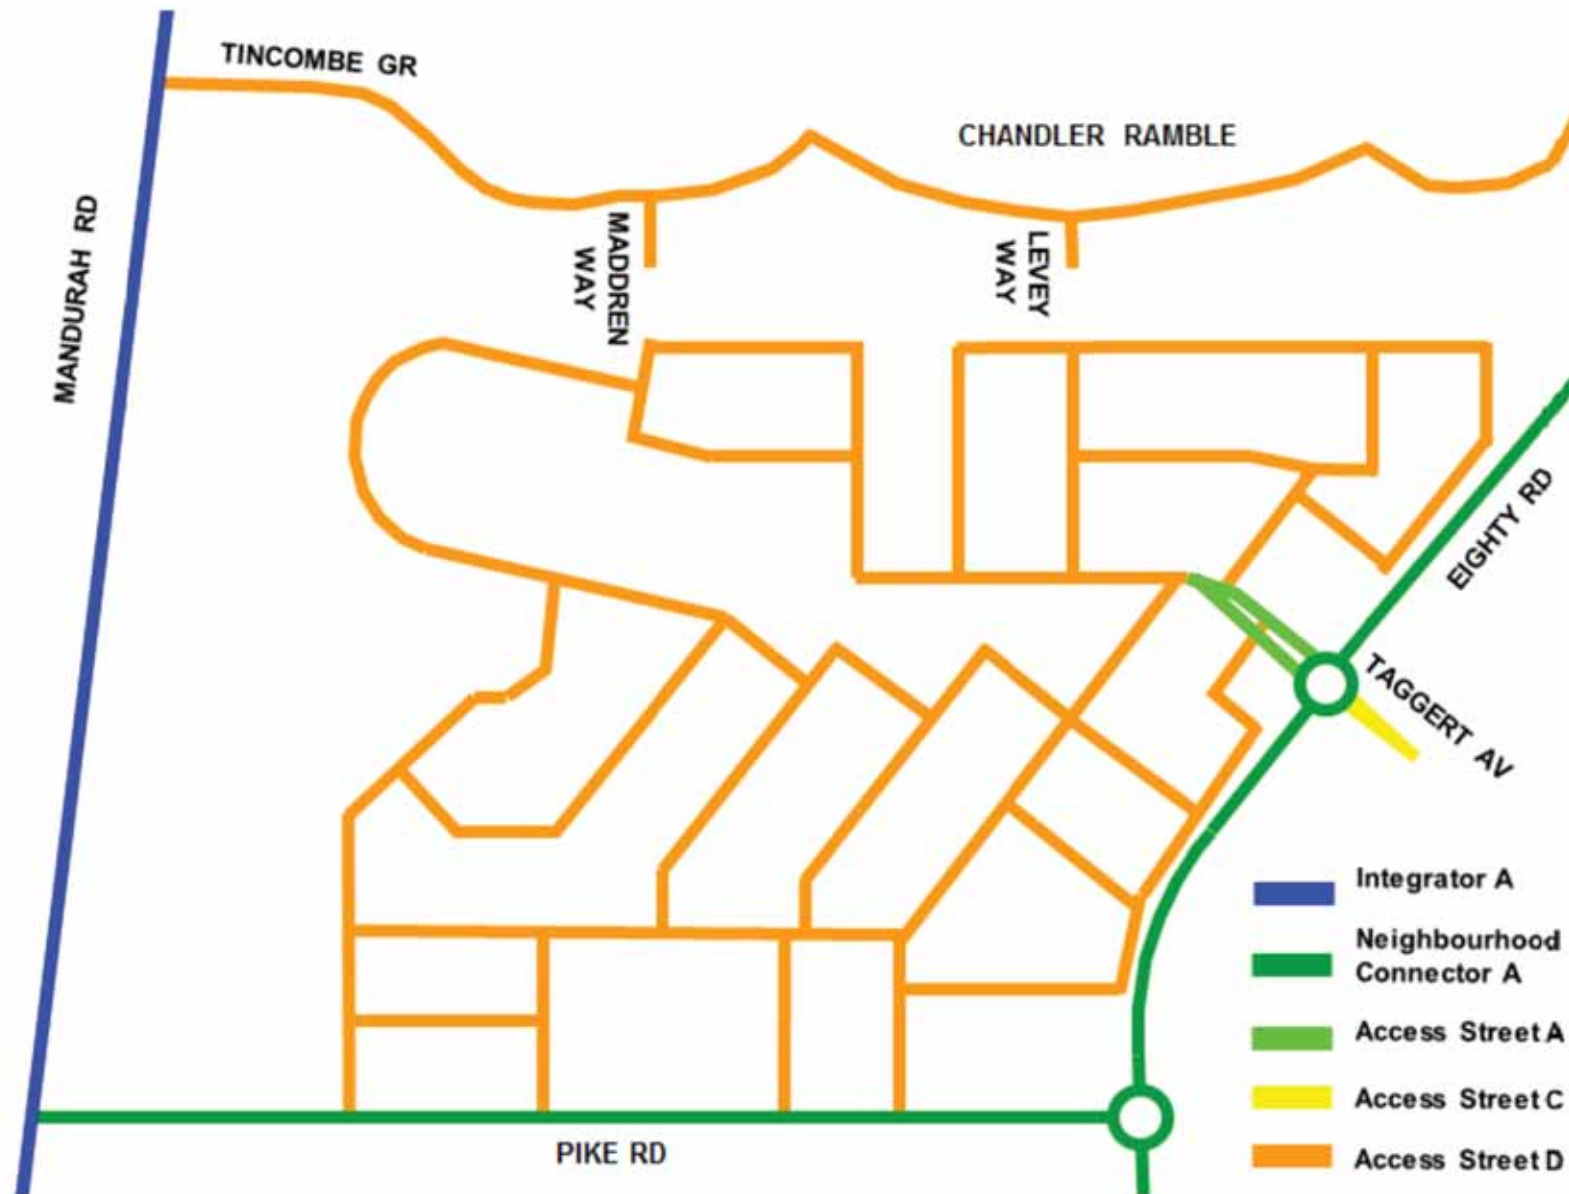 TINCOMBE GR
CHANDLER RAMBLE
MANDURAH RD
MADDREN
WAY
LEVEY
WAY
EIGHTY RD
TAGGERT AV
Integrator A
Neighbourhood
Connector A
Access Street A
Access Street C
Access Street D
PIKE RD